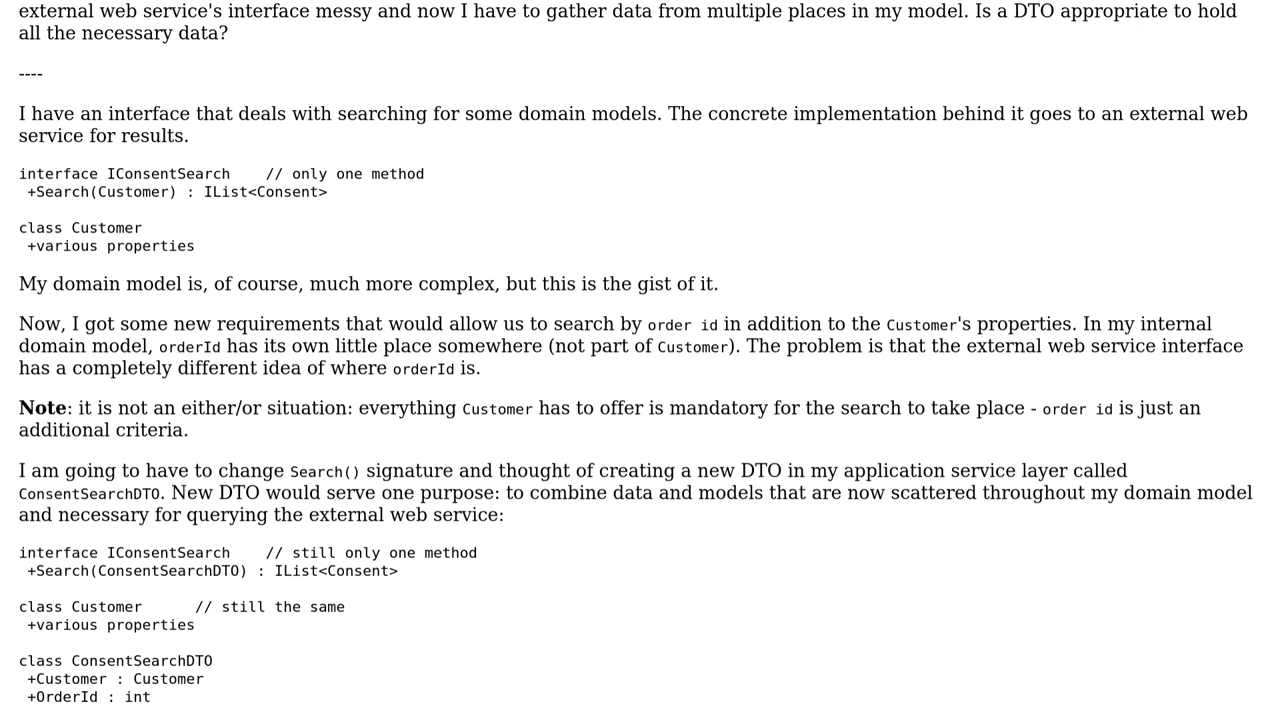 external web service's interface messy and now I have to gather data from multiple places in my model. Is a DTO appropriate to hold
all the necessary data?
----
I have an interface that deals with searching for some domain models. The concrete implementation behind it goes to an external web
service for results.
interface IConsentSearch    // only one method
 +Search(Customer) : IList<Consent>
class Customer
 +various properties
My domain model is, of course, much more complex, but this is the gist of it.
Now, I got some new requirements that would allow us to search by order id in addition to the Customer's properties. In my internal
domain model, orderId has its own little place somewhere (not part of Customer). The problem is that the external web service interface
has a completely different idea of where orderId is.
Note: it is not an either/or situation: everything Customer has to offer is mandatory for the search to take place - order id is just an
additional criteria.
I am going to have to change Search() signature and thought of creating a new DTO in my application service layer called
ConsentSearchDTO. New DTO would serve one purpose: to combine data and models that are now scattered throughout my domain model
and necessary for querying the external web service:
interface IConsentSearch    // still only one method
 +Search(ConsentSearchDTO) : IList<Consent>
class Customer      // still the same
 +various properties
class ConsentSearchDTO
 +Customer : Customer
 +OrderId : int